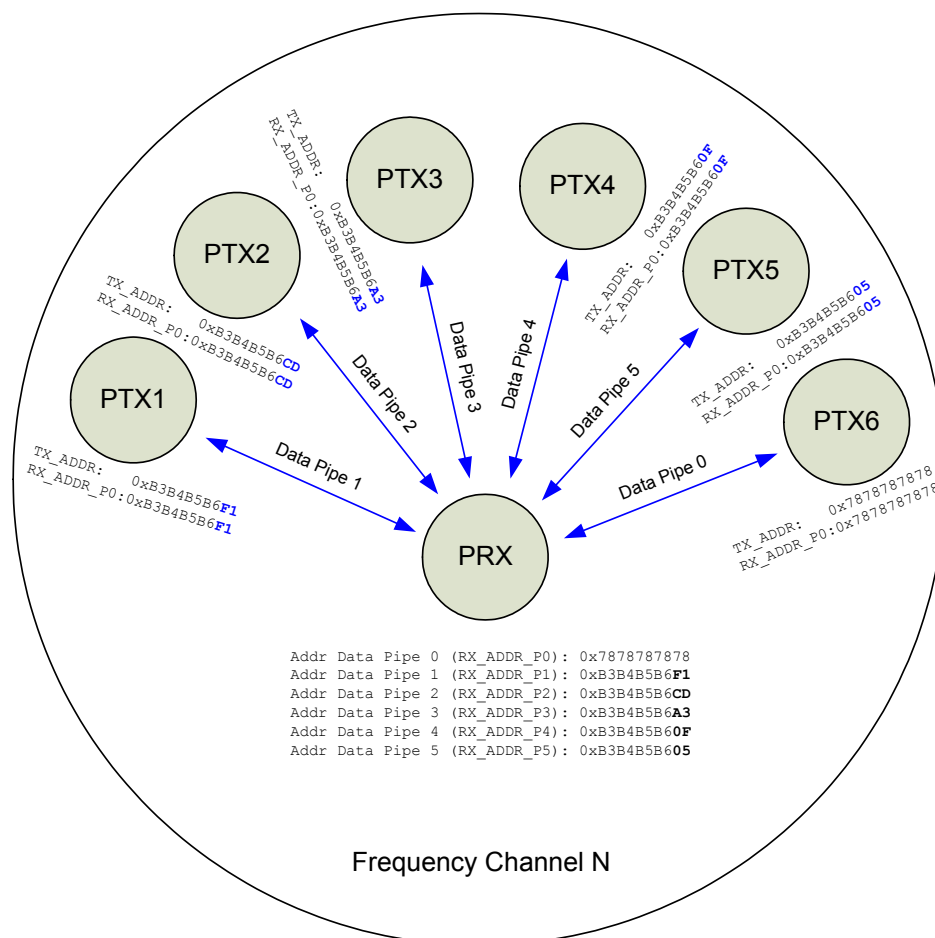 PTX3
PTX4
PTX2
PTX5
PTX1
PTX6
TX_ADDR: 0xB3B4B5B6A3
RX_ADDR_P0:0xB3B4B5B6A3
TX_ADDR: 0xB3B4B5B60F
RX_ADDR_P0:0xB3B4B5B60F
TX_ADDR: 0xB3B4B5B6CD
RX_ADDR_P0:0xB3B4B5B6CD
TX_ADDR: 0xB3B4B5B605
RX_ADDR_P0:0xB3B4B5B605
TX_ADDR: 0xB3B4B5B6F1
RX_ADDR_P0:0xB3B4B5B6F1
TX_ADDR: 0x7878787878
RX_ADDR_P0:0x7878787878
Data Pipe 1
Data Pipe 2
Data Pipe 3
Data Pipe 4
Data Pipe 5
Data Pipe 0
PRX
Addr Data Pipe 0 (RX_ADDR_P0): 0x7878787878
Addr Data Pipe 1 (RX_ADDR_P1): 0xB3B4B5B6F1
Addr Data Pipe 2 (RX_ADDR_P2): 0xB3B4B5B6CD
Addr Data Pipe 3 (RX_ADDR_P3): 0xB3B4B5B6A3
Addr Data Pipe 4 (RX_ADDR_P4): 0xB3B4B5B60F
Addr Data Pipe 5 (RX_ADDR_P5): 0xB3B4B5B605
Frequency Channel N